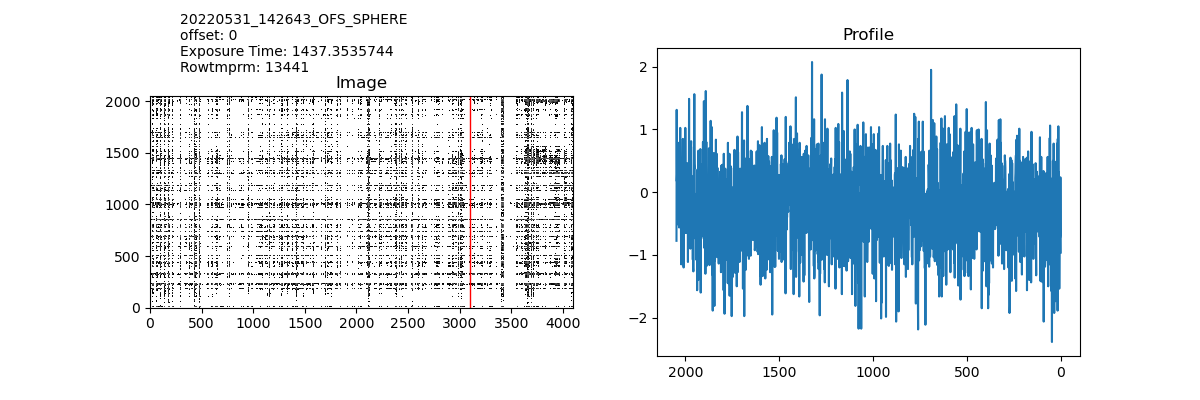 20220531_142643_OFS_SPHERE
offset: 0
Exposure Time: 1437.3535744
Rowtmprm: 13441
Image
2000
1500
1000
500
0
0 500 1000 1500 2000 2500 3000 3500 4000
Profile
2
1
0
−1
−2
2000 1500 1000 500 0